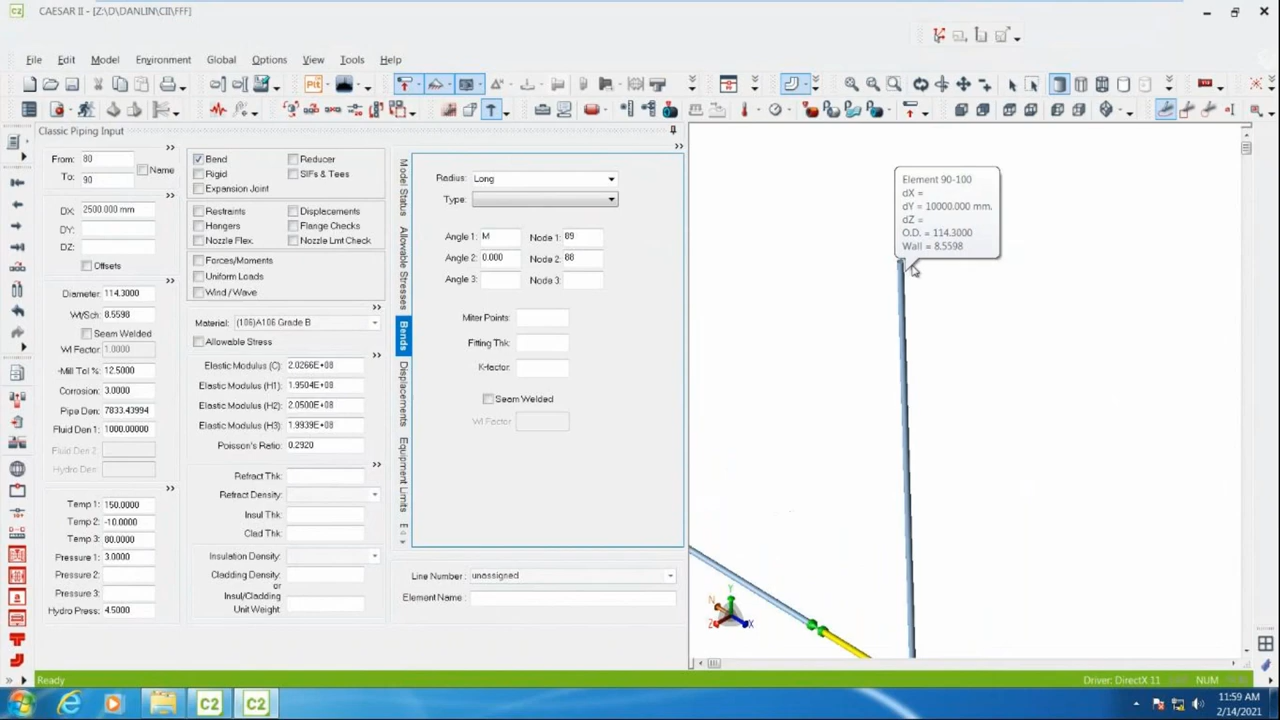 CAESAR II - [Z:\D\DANLIN\CII\FFF]
File Edit Model Environment Global Options View Tools Help
Classic Piping Input
From: 80
To: 90
Name
DX: 2500.000 mm
DY:
DZ:
Offsets
Diameter: 114.3000
Wt/Sch: 8.5598
Seam Welded
WI Factor: 1.0000
-Mill Tol %: 12.5000
Corrosion: 3.0000
Pipe Den: 7833.43994
Fluid Den 1: 1000.00000
Fluid Den 2:
Hydro Den:
Temp 1: 150.0000
Temp 2: -10.0000
Temp 3: 80.0000
Pressure 1: 3.0000
Pressure 2:
Pressure 3:
Hydro Press: 4.5000
Bend Reducer
Rigid SIFs & Tees
Expansion Joint
Restraints Displacements
Hangers Flange Checks
Nozzle Flex. Nozzle Lmt Check
Forces/Moments
Uniform Loads
Wind / Wave
Material: (106)A106 Grade B
Allowable Stress
Elastic Modulus (C): 2.0266E+08
Elastic Modulus (H1): 1.9504E+08
Elastic Modulus (H2): 2.0500E+08
Elastic Modulus (H3): 1.9939E+08
Poisson's Ratio: 0.2920
Refract Thk:
Refract Density:
Insul Thk:
Clad Thk:
Insulation Density:
Cladding Density:
or
Insul/Cladding
Unit Weight:
Model Status
Allowable Stresses
Bends
Displacements
Equipment Limits
Radius: Long
Type:
Angle 1: M Node 1: 89
Angle 2: 0.000 Node 2: 88
Angle 3: Node 3:
Miter Points:
Fitting Thk:
K-factor:
Seam Welded
WI Factor:
Line Number: unassigned
Element Name:
Element 90-100
dX =
dY = 10000.000 mm.
dZ =
O.D. = 114.3000
Wall = 8.5598
Y
N
Z
X
Ready
Driver: DirectX 11
NUM
11:59 AM
2/14/2021